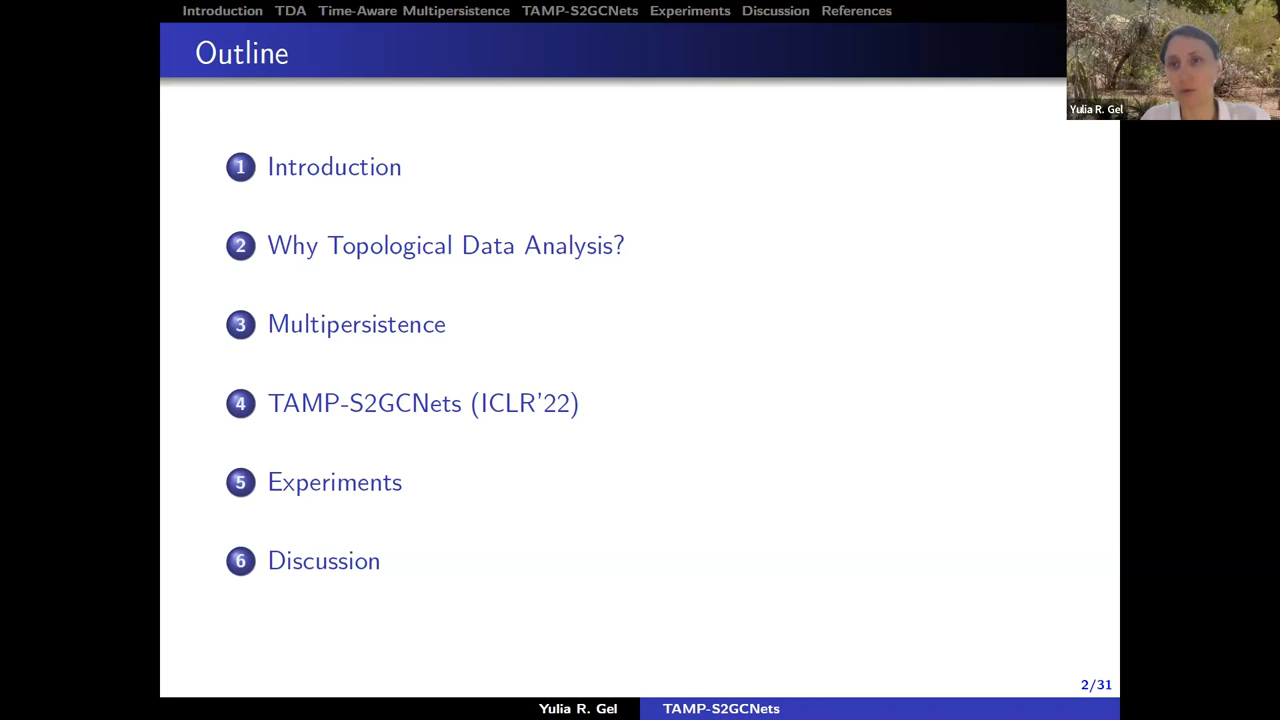 Introduction TDA Time-Aware Multipersistence TAMP-S2GCNets Experiments Discussion References
Outline
Yulia R. Gel
1 Introduction
2 Why Topological Data Analysis?
3 Multipersistence
4 TAMP-S2GCNets (ICLR'22)
5 Experiments
6 Discussion
2/31
Yulia R. Gel TAMP-S2GCNets